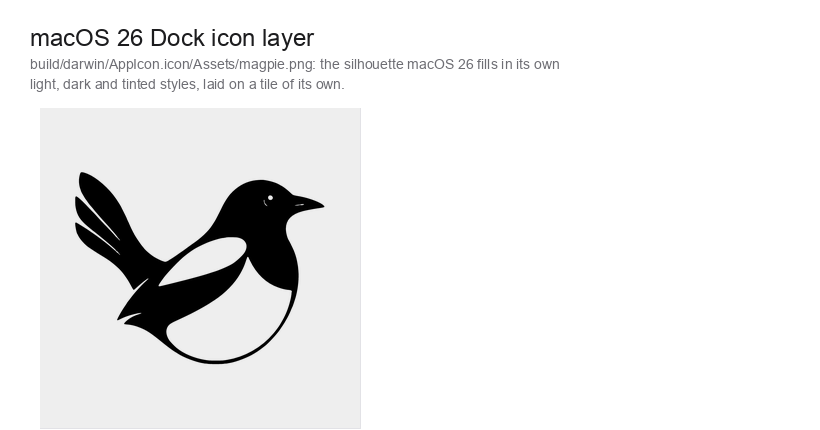 macOS 26 Dock icon layer
build/darwin/AppIcon.icon/Assets/magpie.png: the silhouette macOS 26 fills in its own
light, dark and tinted styles, laid on a tile of its own.